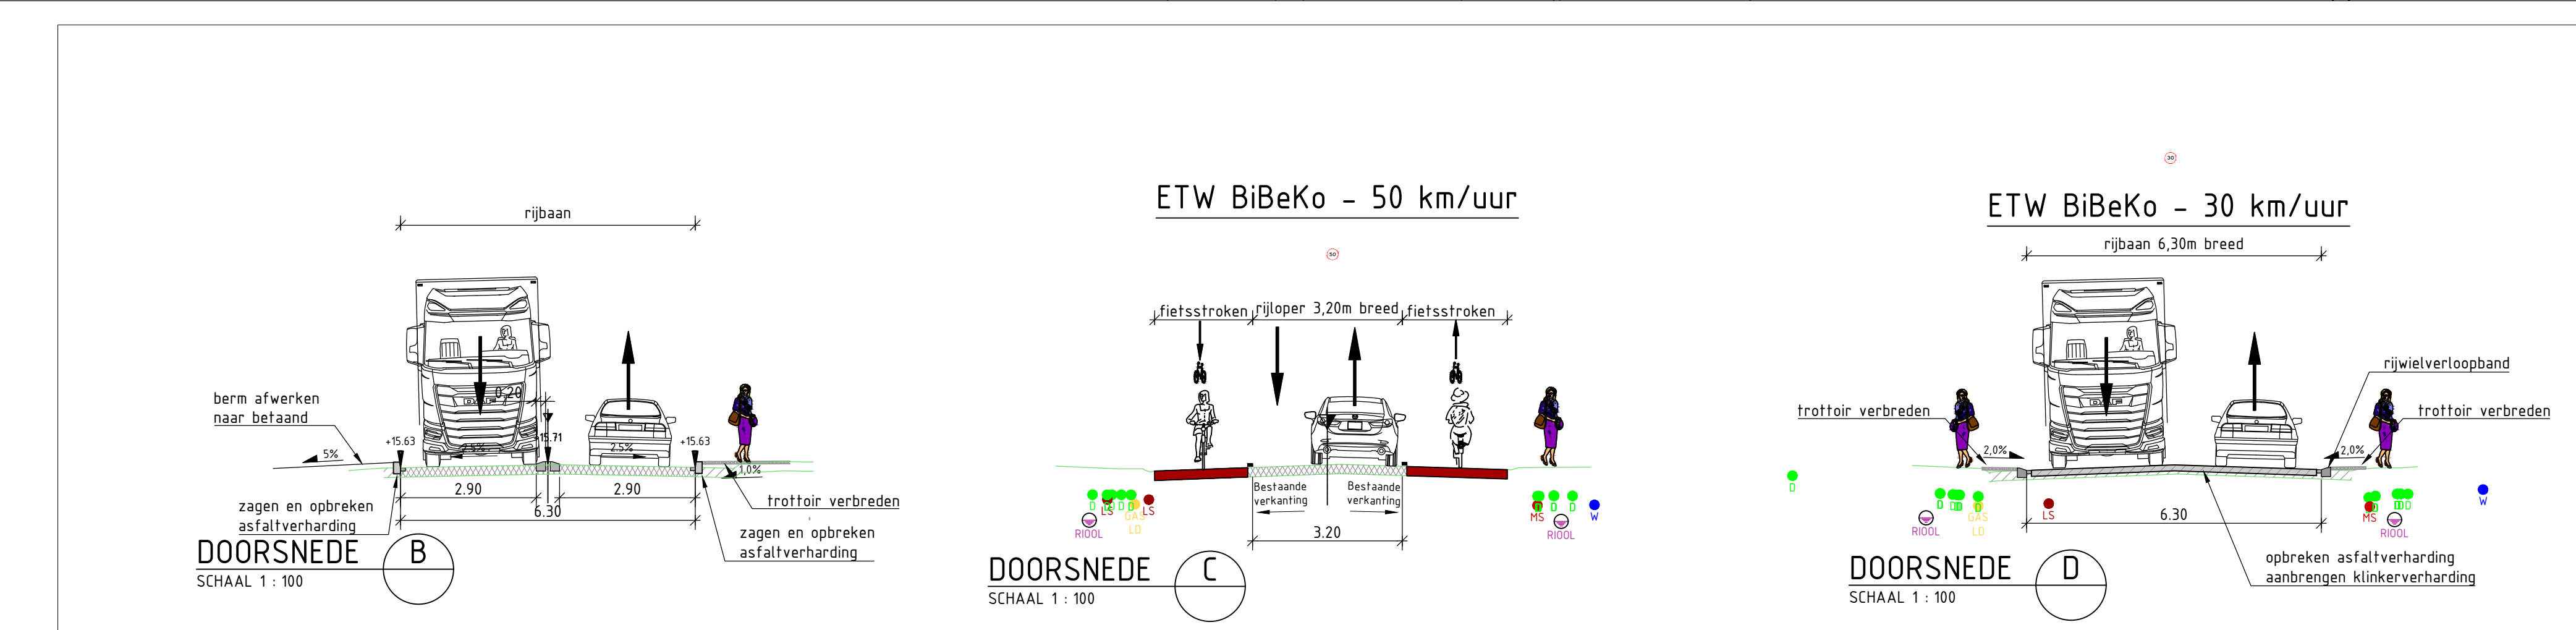 rijbaan
berm afwerken
naar betaand
5%
+15.63
2.5%
0,20
DAF
15.71
2.5%
+15.63
1,0%
2.90
2.90
6.30
zagen en opbreken
asfaltverharding
trottoir verbreden
zagen en opbreken
asfaltverharding
DOORSNEDE B
SCHAAL 1 : 100
ETW BiBeKo - 50 km/uur
50
fietsstroken
rijloper 3,20m breed
fietsstroken
Bestaande
verkanting
Bestaande
verkanting
D
LS
D
D
D
GAS
LD
LS
RIOOL
MS
D
D
D
RIOOL
W
3.20
DOORSNEDE C
SCHAAL 1 : 100
30
ETW BiBeKo - 30 km/uur
rijbaan 6,30m breed
rijwielverloopband
trottoir verbreden
trottoir verbreden
DAF
2,0%
2,0%
D
D
D
D
D
GAS
LD
RIOOL
LS
MS
D
D
D
RIOOL
W
6.30
opbreken asfaltverharding
aanbrengen klinkerverharding
DOORSNEDE D
SCHAAL 1 : 100